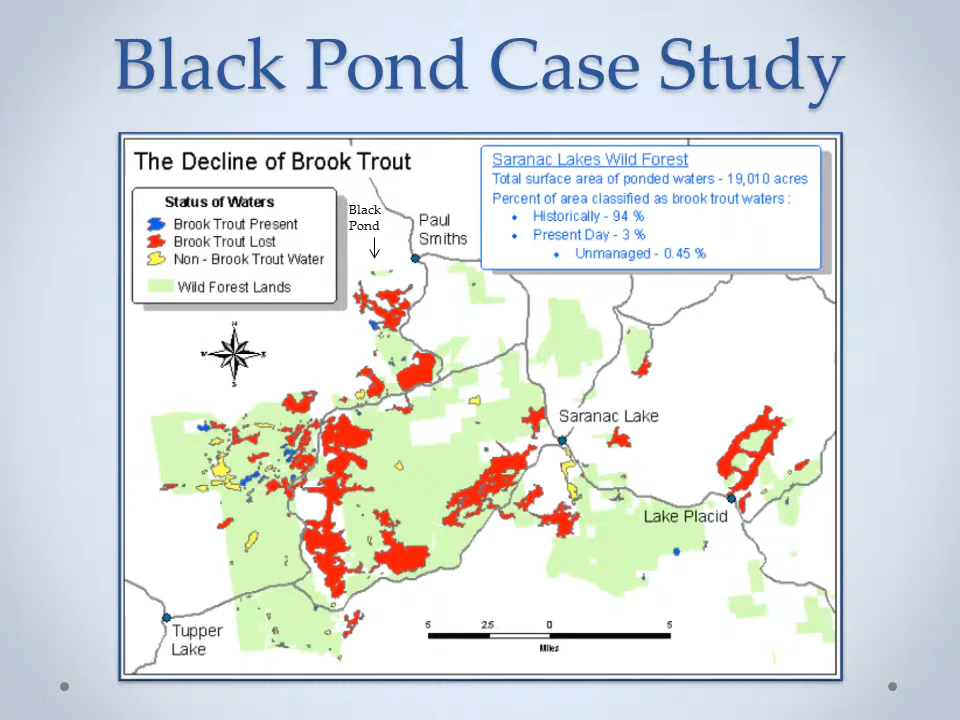 Black Pond Case Study
The Decline of Brook Trout
Status of Waters
Brook Trout Present
Brook Trout Lost
Non - Brook Trout Water
Wild Forest Lands
Black
Pond
Saranac Lakes Wild Forest
Total surface area of ponded waters - 19,010 acres
Percent of area classified as brook trout waters :
• Historically - 94 %
• Present Day - 3 %
• Unmanaged - 0.45 %
Paul
Smiths
N
W
E
S
Saranac Lake
Lake Placid
Tupper
Lake
5 2.5 0 5
Miles